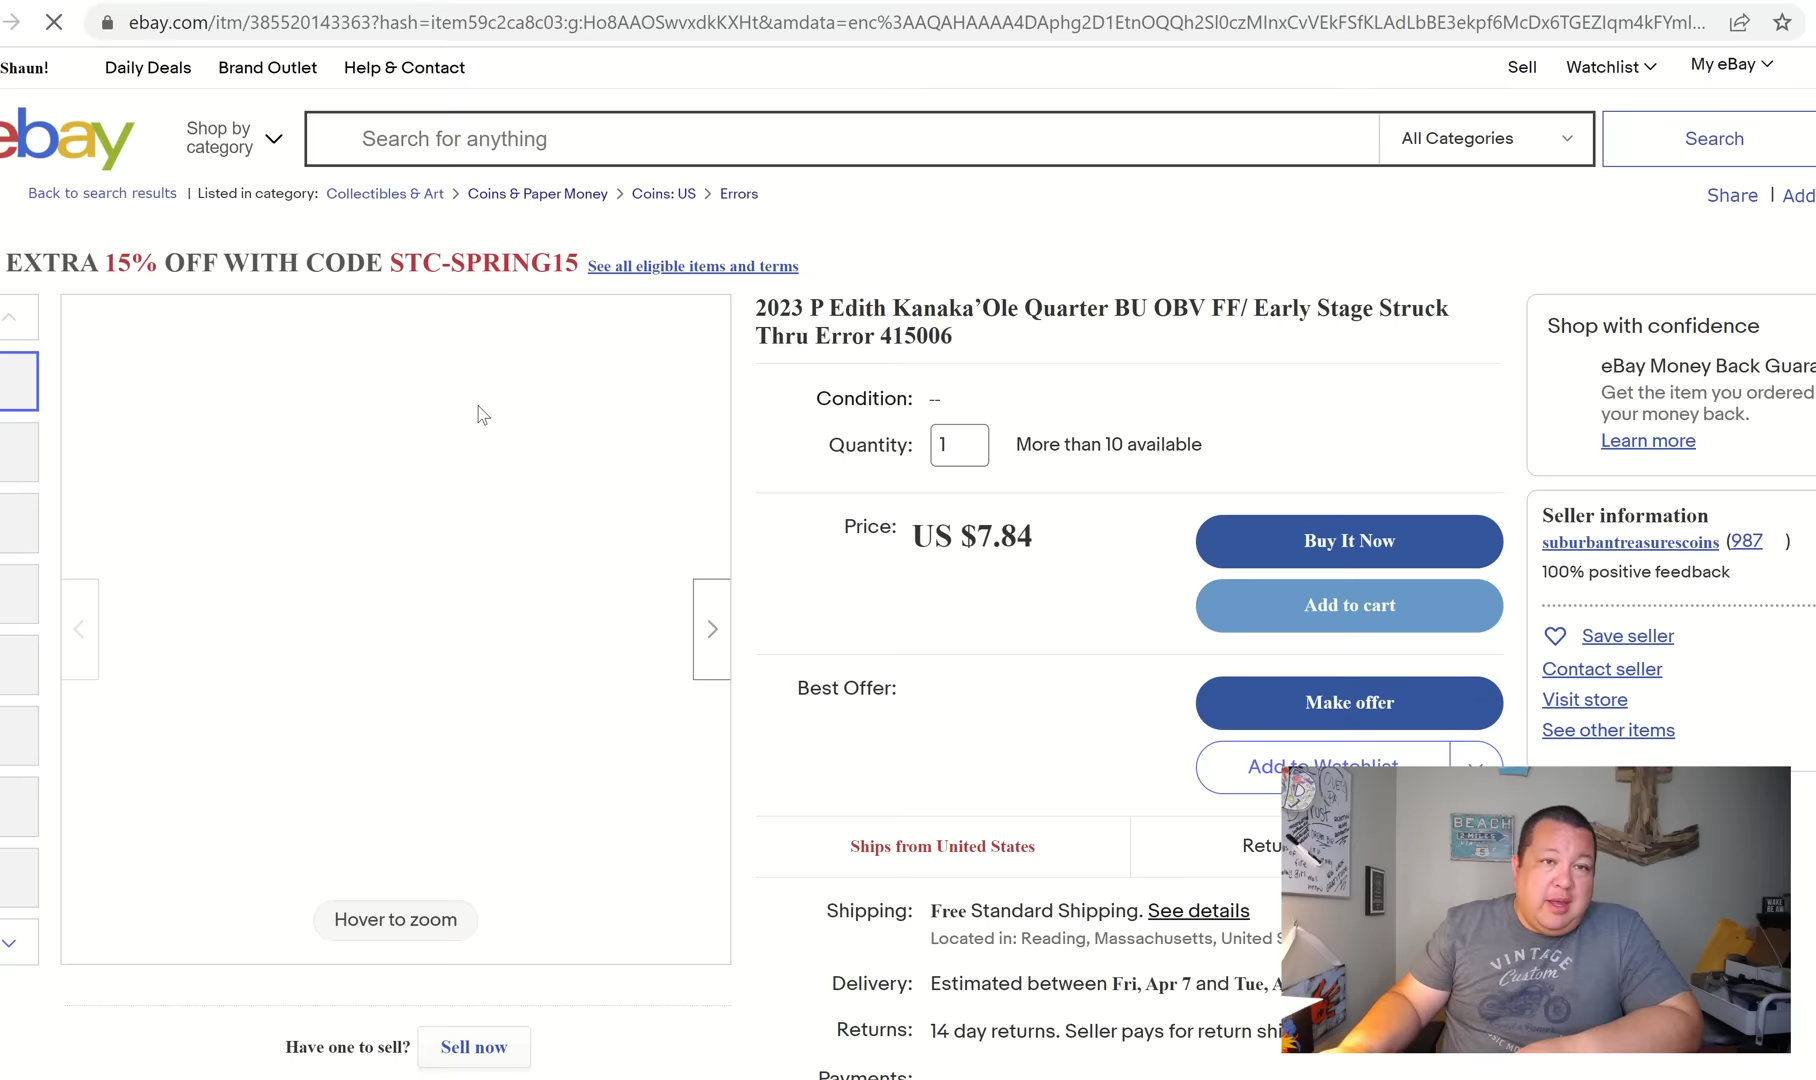 ebay.com/itm/385520143363?hash=item59c2ca8c03:g:Ho8AAOSwvxdkKXHt&amdata=enc%3AAQAHAAAA4DAphg2D1EtnOQQh2Sl0czMInxCvVEkFSfKLAdLbBE3ekpf6McDx6TGEZIqm4kFYml...
Shaun! Daily Deals Brand Outlet Help & Contact Sell Watchlist My eBay
ebay
Shop by category
Search for anything
All Categories
Search
Back to search results | Listed in category: Collectibles & Art > Coins & Paper Money > Coins: US > Errors
Share | Add
EXTRA 15% OFF WITH CODE STC-SPRING15 See all eligible items and terms
2023 P Edith Kanaka’Ole Quarter BU OBV FF/ Early Stage Struck
Thru Error 415006
Condition: --
Quantity: 1 More than 10 available
Price: US $7.84
Buy It Now
Add to cart
Best Offer:
Make offer
Add to Watchlist
Ships from United States
Retu
Shipping: Free Standard Shipping. See details
Located in: Reading, Massachusetts, United S
Delivery: Estimated between Fri, Apr 7 and Tue, A
Returns: 14 day returns. Seller pays for return shi
Payments:
Hover to zoom
Have one to sell? Sell now
Shop with confidence
eBay Money Back Guara
Get the item you ordered
your money back.
Learn more
Seller information
suburbantreasurescoins (987 )
100% positive feedback
Save seller
Contact seller
Visit store
See other items
BEACH
2 MILES
VINTAGE
Custom